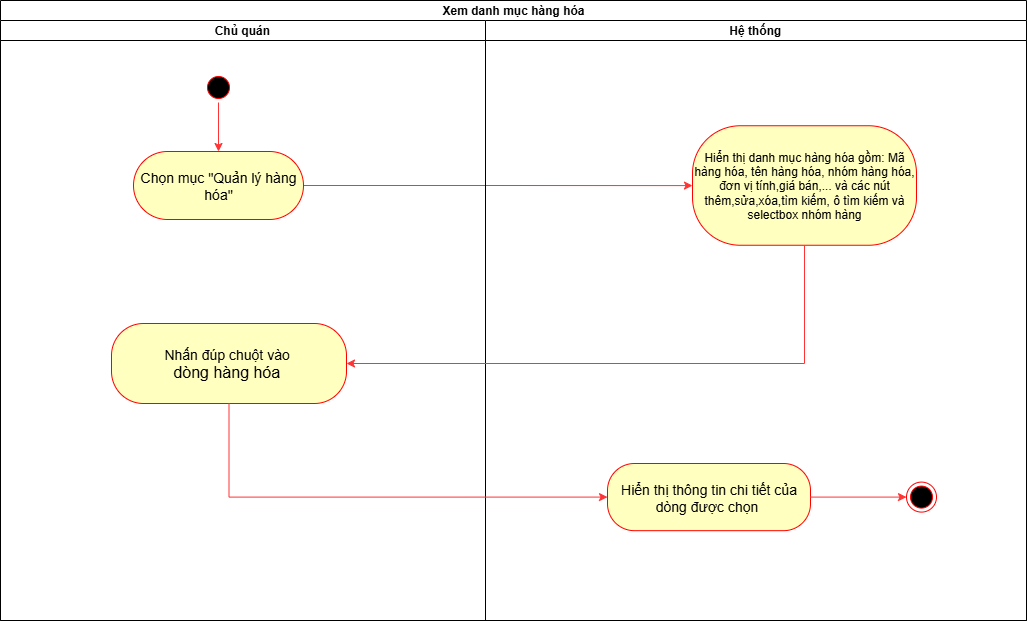 Xem danh mục hàng hóa
Chủ quán
Hệ thống
Chọn mục "Quản lý hàng
hóa"
Hiển thị danh mục hàng hóa gồm: Mã
hàng hóa, tên hàng hóa, nhóm hàng hóa,
đơn vị tính,giá bán,... và các nút
thêm,sửa,xóa,tìm kiếm, ô tìm kiếm và
selectbox nhóm hàng
Nhấn đúp chuột vào
dòng hàng hóa
Hiển thị thông tin chi tiết của
dòng được chọn